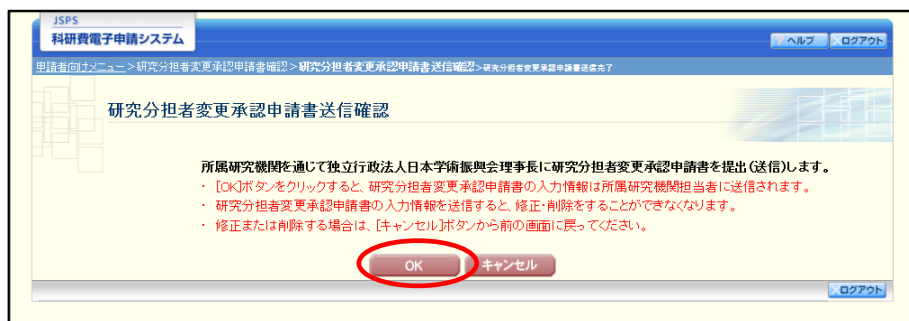 JSPS
科研費電子申請システム
? ヘルプ
×ログアウト
申請者向けメニュー>研究分担者変更承認申請書確認>研究分担者変更承認申請書送信確認>研究分担者変更承認申請書送信完了
研究分担者変更承認申請書送信確認
所属研究機関を通じて独立行政法人日本学術振興会理事長に研究分担者変更承認申請書を提出(送信)します。
・ [OK]ボタンをクリックすると、研究分担者変更承認申請書の入力情報は所属研究機関担当者に送信されます。
・ 研究分担者変更承認申請書の入力情報を送信すると、修正・削除をすることができなくなります。
・ 修正または削除する場合は、[キャンセル]ボタンから前の画面に戻ってください。
OK
キャンセル
×ログアウト